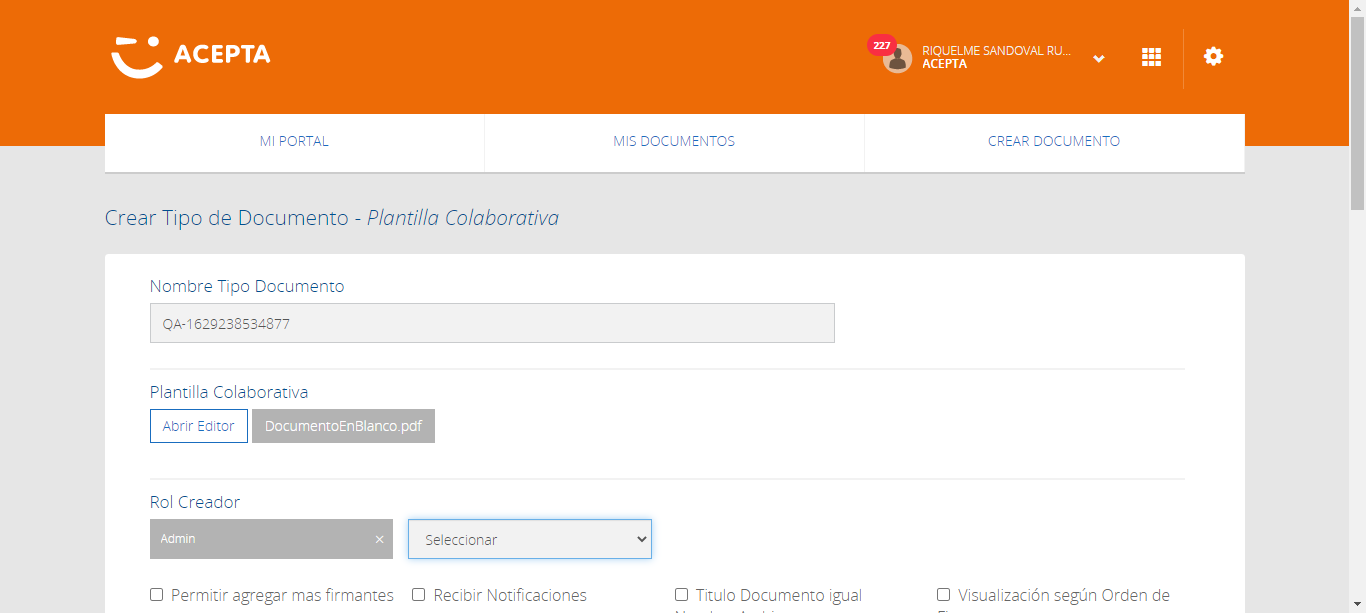 ACEPTA
227
RIQUELME SANDOVAL RU...
ACEPTA
MI PORTAL
MIS DOCUMENTOS
CREAR DOCUMENTO
Crear Tipo de Documento - Plantilla Colaborativa
Nombre Tipo Documento
QA-1629238534877
Plantilla Colaborativa
Abrir Editor
DocumentoEnBlanco.pdf
Rol Creador
Admin ×
Seleccionar
Permitir agregar mas firmantes
Recibir Notificaciones
Titulo Documento igual
Visualización según Orden de